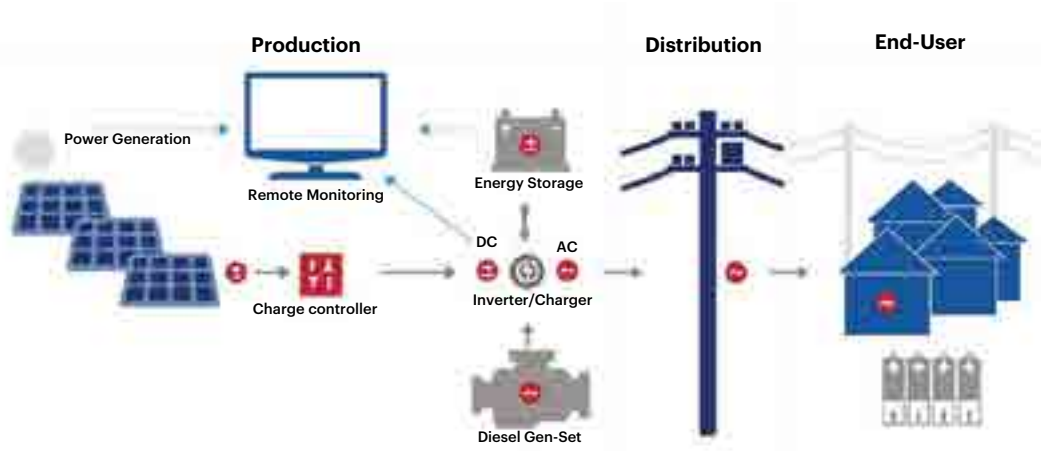 Production
Distribution
End-User
Power Generation
Remote Monitoring
Energy Storage
DC
AC
Charge controller
Inverter/Charger
Diesel Gen-Set